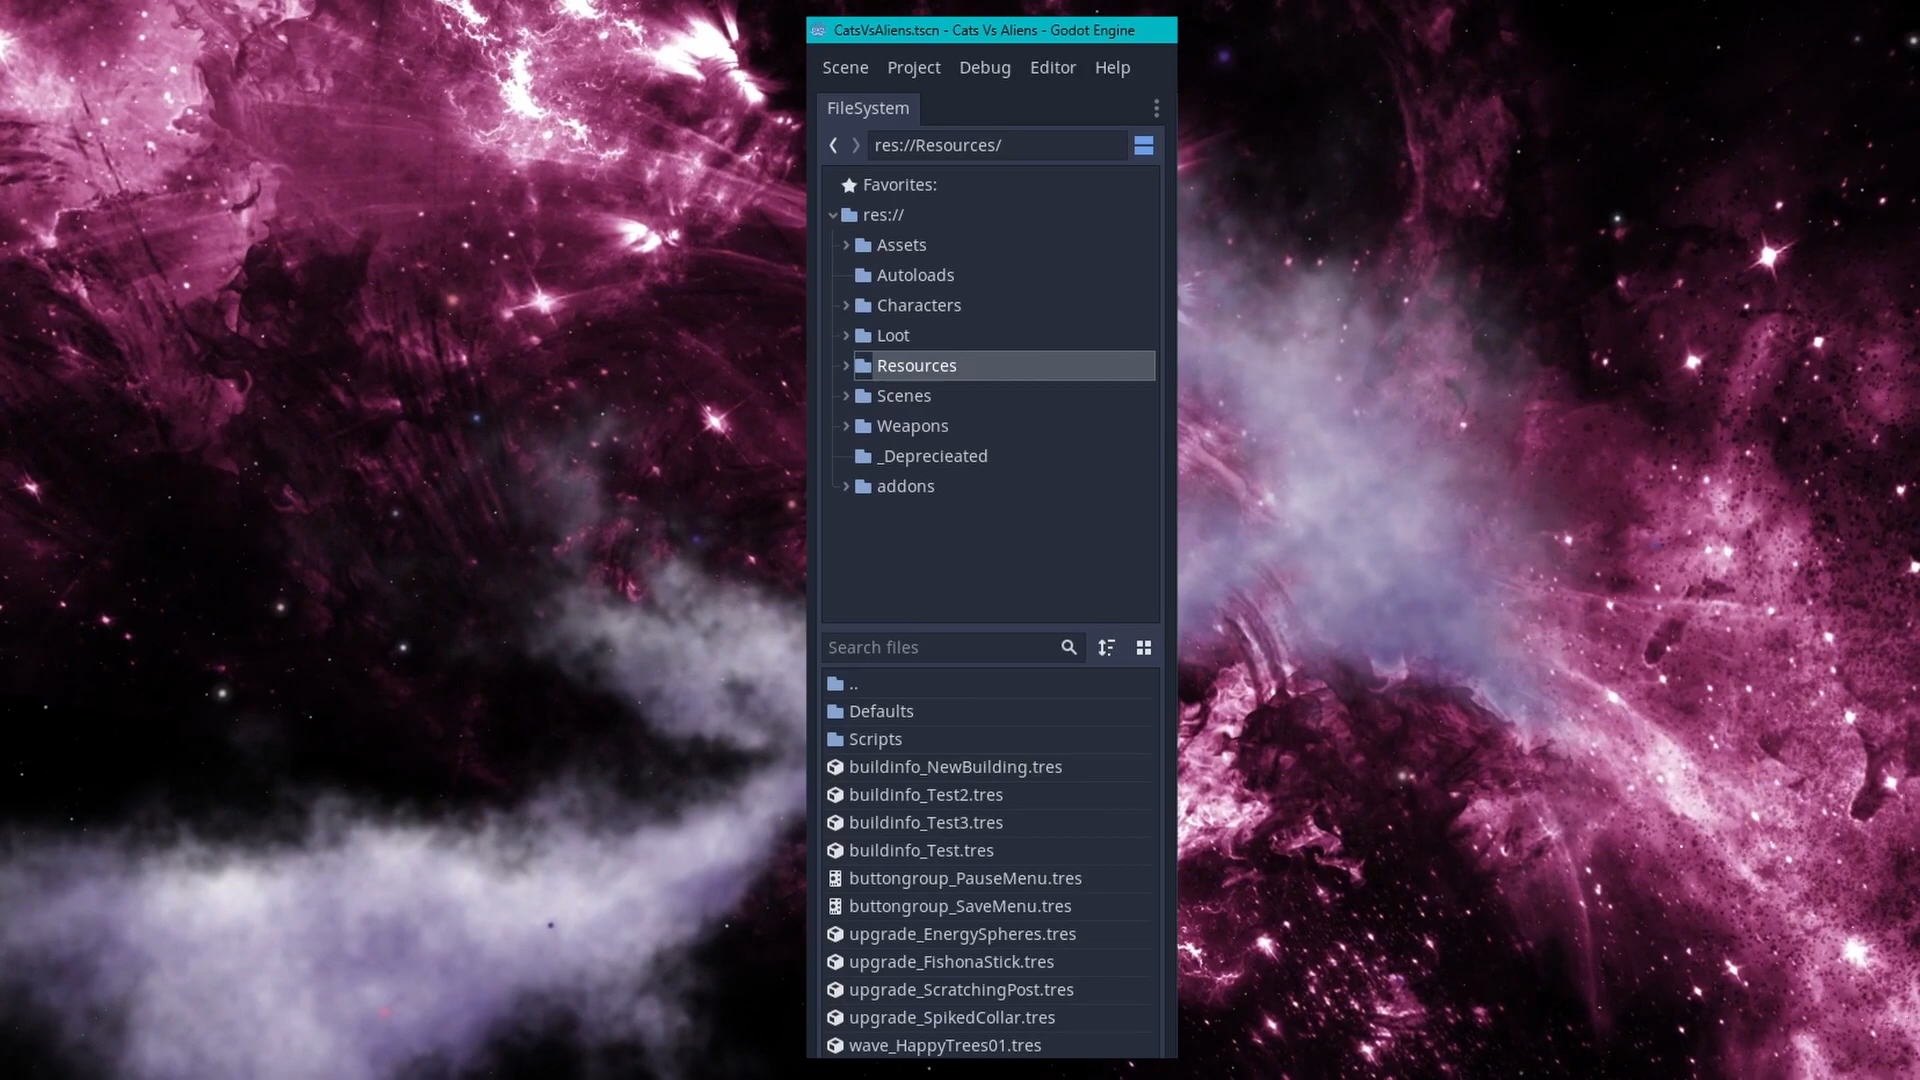 CatsVsAliens.tscn - Cats Vs Aliens - Godot Engine
Scene Project Debug Editor Help
FileSystem
res://Resources/
Favorites:
res://
Assets
Autoloads
Characters
Loot
Resources
Scenes
Weapons
_Deprecieated
addons
Search files
..
Defaults
Scripts
buildinfo_NewBuilding.tres
buildinfo_Test2.tres
buildinfo_Test3.tres
buildinfo_Test.tres
buttongroup_PauseMenu.tres
buttongroup_SaveMenu.tres
upgrade_EnergySpheres.tres
upgrade_FishonaStick.tres
upgrade_ScratchingPost.tres
upgrade_SpikedCollar.tres
wave_HappyTrees01.tres